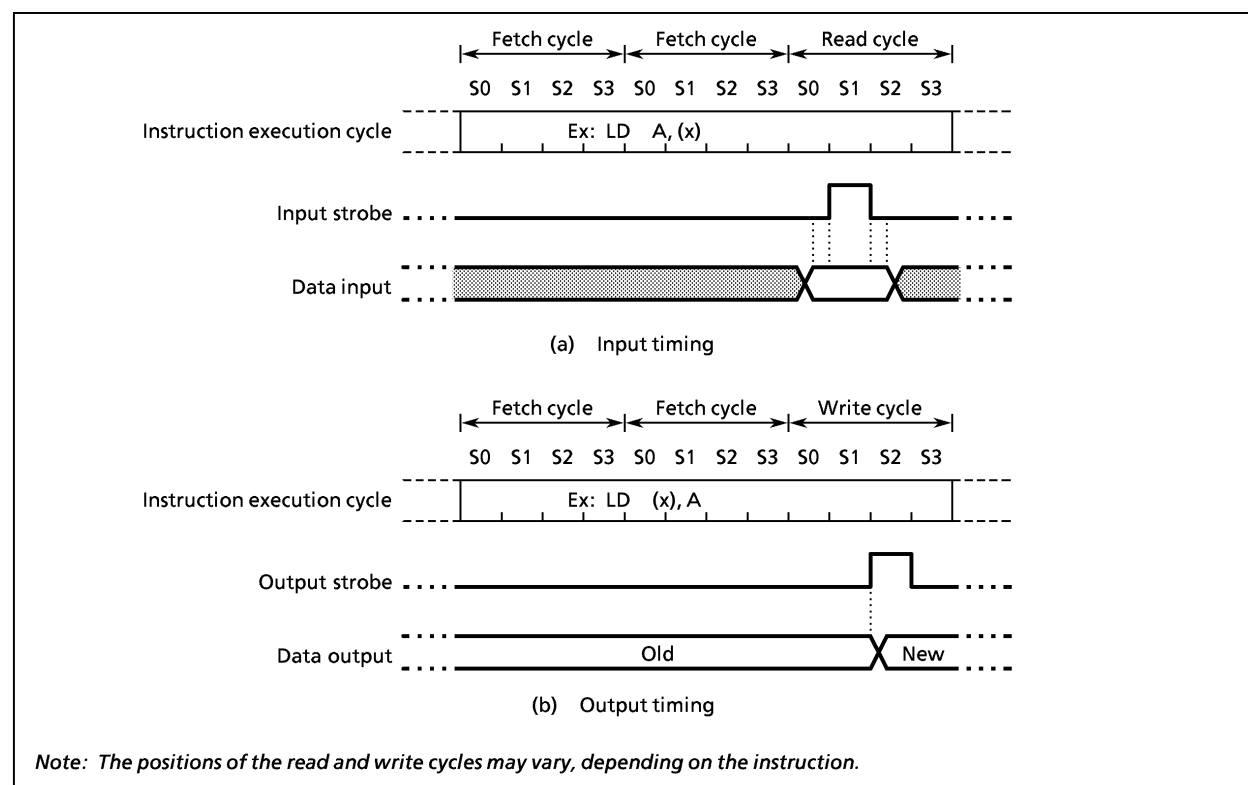 Fetch cycle Fetch cycle Read cycle
S0 S1 S2 S3 S0 S1 S2 S3 S0 S1 S2 S3
Instruction execution cycle Ex: LD A, (x)
Input strobe
Data input
(a) Input timing
Fetch cycle Fetch cycle Write cycle
S0 S1 S2 S3 S0 S1 S2 S3 S0 S1 S2 S3
Instruction execution cycle Ex: LD (x), A
Output strobe
Data output Old New
(b) Output timing
Note: The positions of the read and write cycles may vary, depending on the instruction.